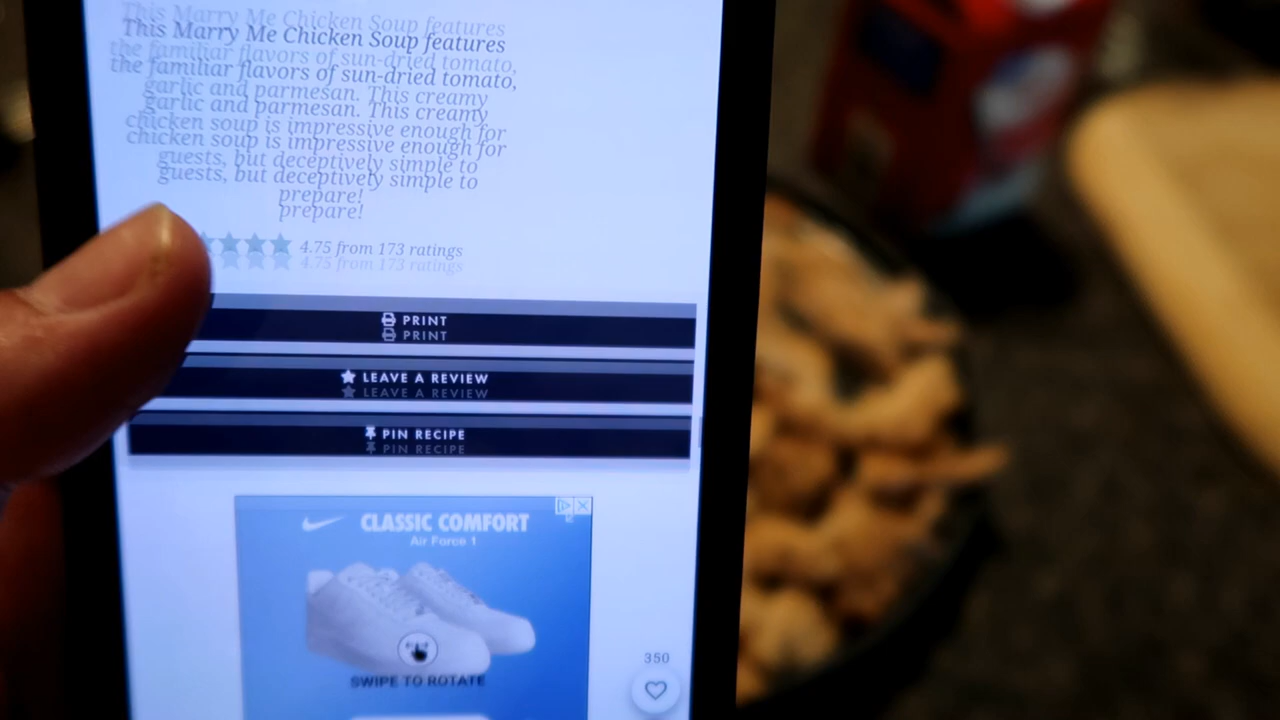 This Marry Me Chicken Soup features
the familiar flavors of sun-dried tomato,
garlic and parmesan. This creamy
chicken soup is impressive enough for
guests, but deceptively simple to
prepare!
4.75 from 173 ratings
PRINT
LEAVE A REVIEW
PIN RECIPE
CLASSIC COMFORT
Air Force 1
SWIPE TO ROTATE
350